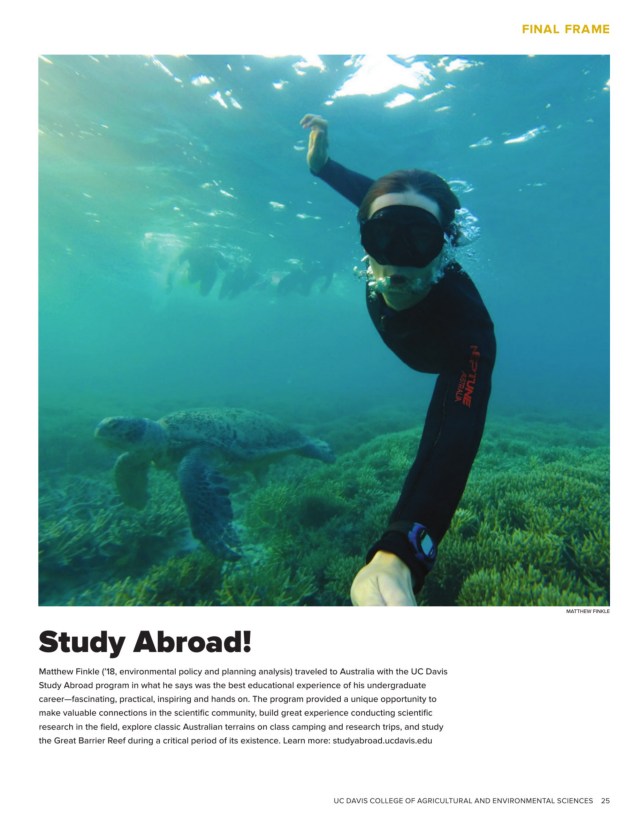 FINAL FRAME
MATTHEW FINKLE
Study Abroad!
Matthew Finkle ('18, environmental policy and planning analysis) traveled to Australia with the UC Davis
Study Abroad program in what he says was the best educational experience of his undergraduate
career—fascinating, practical, inspiring and hands on. The program provided a unique opportunity to
make valuable connections in the scientific community, build great experience conducting scientific
research in the field, explore classic Australian terrains on class camping and research trips, and study
the Great Barrier Reef during a critical period of its existence. Learn more: studyabroad.ucdavis.edu
UC DAVIS COLLEGE OF AGRICULTURAL AND ENVIRONMENTAL SCIENCES 25